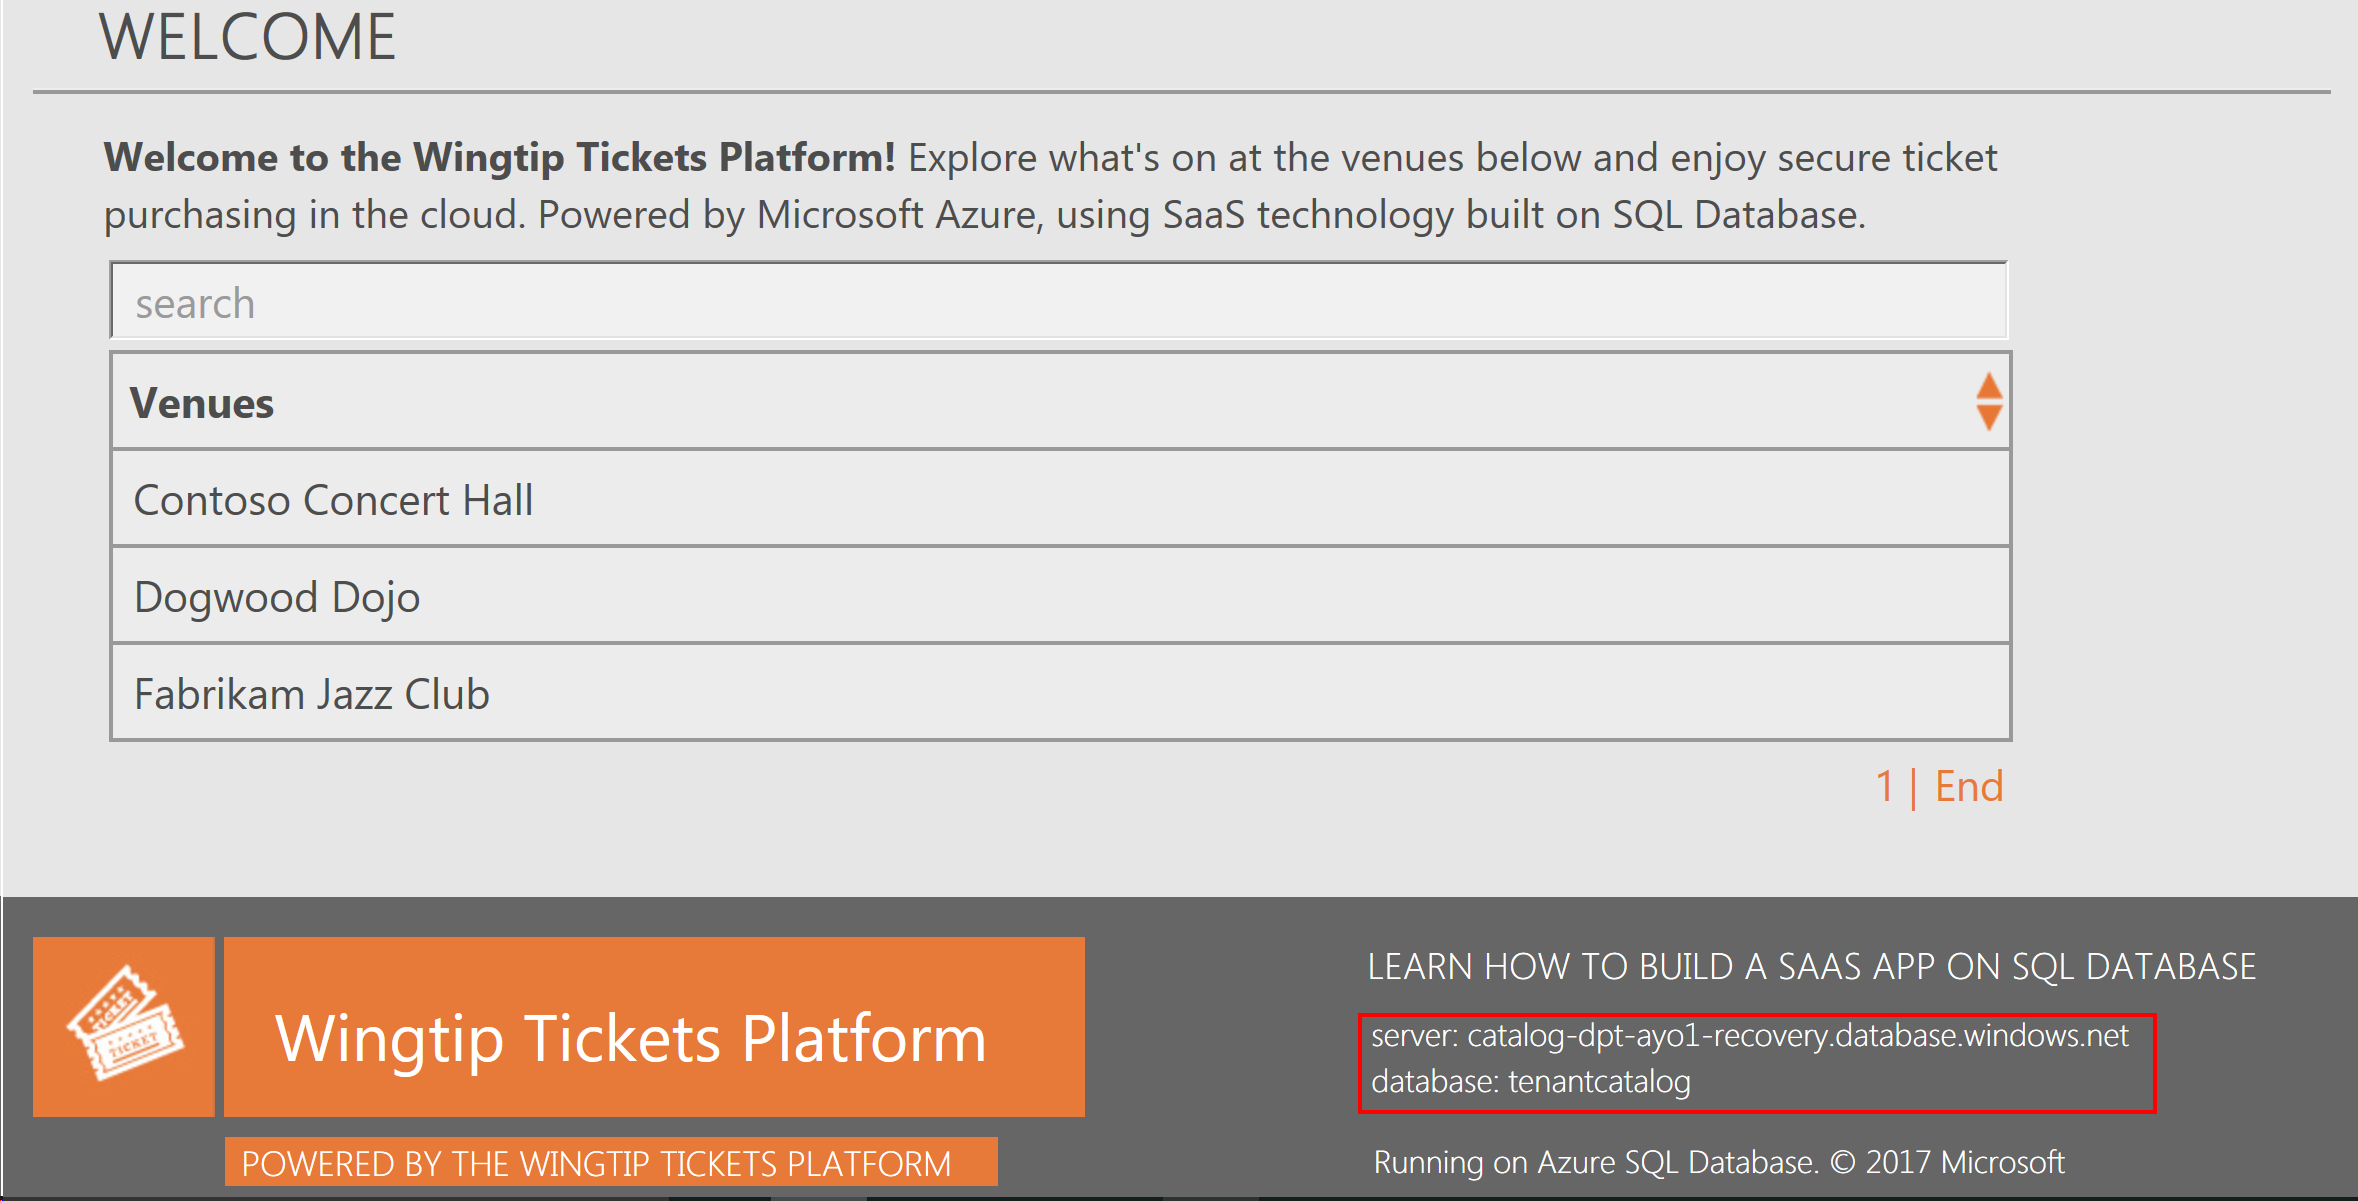 WELCOME
Welcome to the Wingtip Tickets Platform! Explore what's on at the venues below and enjoy secure ticket
purchasing in the cloud. Powered by Microsoft Azure, using SaaS technology built on SQL Database.
search
Venues
Contoso Concert Hall
Dogwood Dojo
Fabrikam Jazz Club
1 | End
TICKET
TICKET
Wingtip Tickets Platform
POWERED BY THE WINGTIP TICKETS PLATFORM
LEARN HOW TO BUILD A SAAS APP ON SQL DATABASE
server: catalog-dpt-ayo1-recovery.database.windows.net
database: tenantcatalog
Running on Azure SQL Database. © 2017 Microsoft